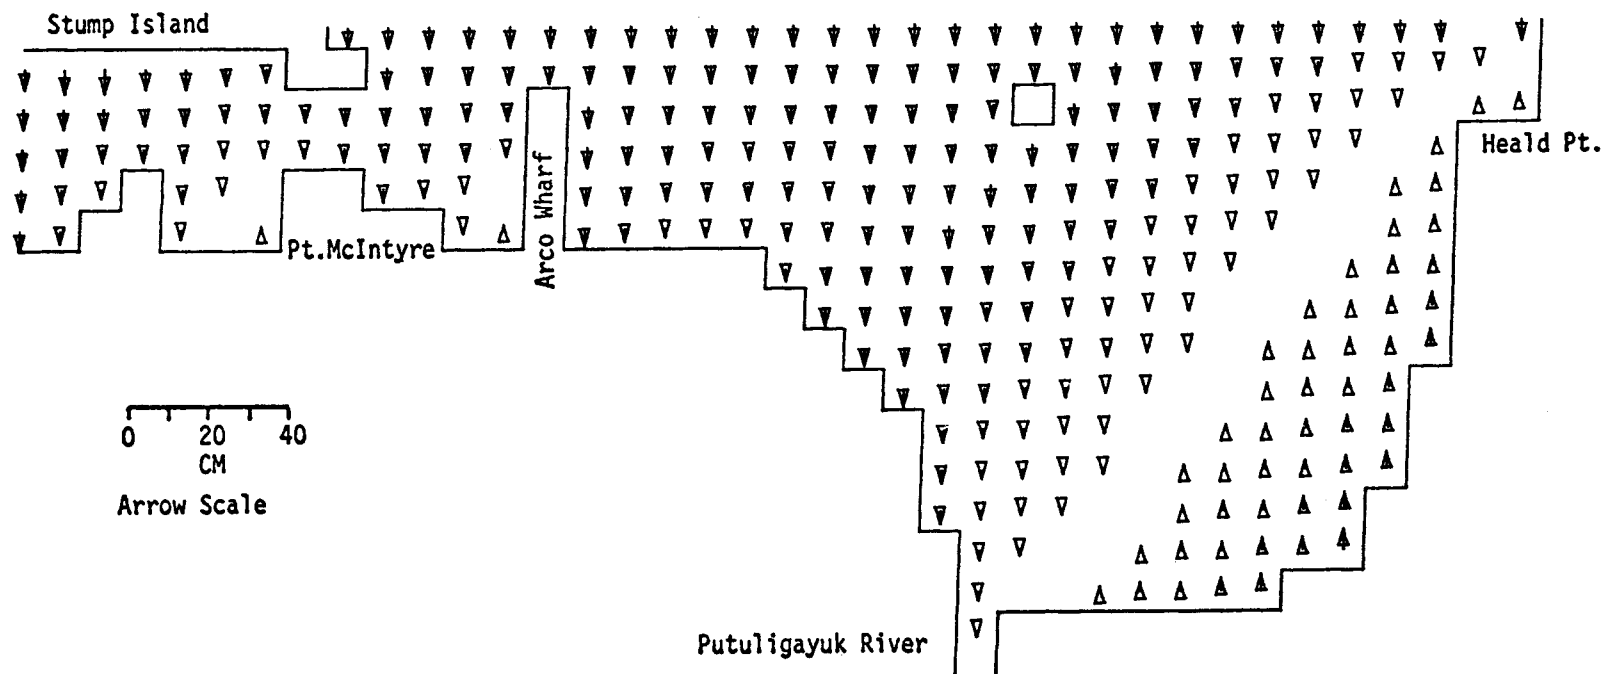 Stump Island
Heald Pt.
Arco Wharf
Pt.McIntyre
0 20 40
CM
Arrow Scale
Putuligayuk River